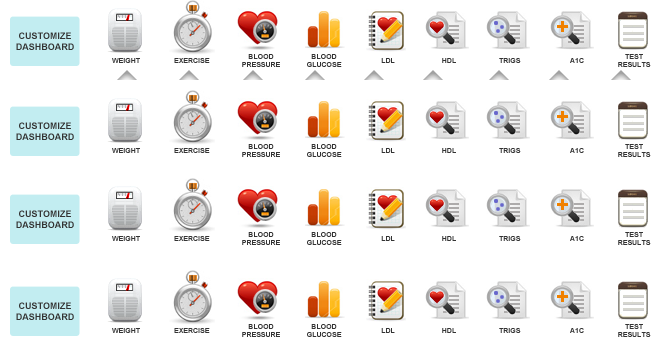 CUSTOMIZE
DASHBOARD
WEIGHT
EXERCISE
BLOOD
PRESSURE
BLOOD
GLUCOSE
LDL
HDL
TRIGS
A1C
TEST
RESULTS
CUSTOMIZE
DASHBOARD
WEIGHT
EXERCISE
BLOOD
PRESSURE
BLOOD
GLUCOSE
LDL
HDL
TRIGS
A1C
TEST
RESULTS
CUSTOMIZE
DASHBOARD
WEIGHT
EXERCISE
BLOOD
PRESSURE
BLOOD
GLUCOSE
LDL
HDL
TRIGS
A1C
TEST
RESULTS
CUSTOMIZE
DASHBOARD
WEIGHT
EXERCISE
BLOOD
PRESSURE
BLOOD
GLUCOSE
LDL
HDL
TRIGS
A1C
TEST
RESULTS